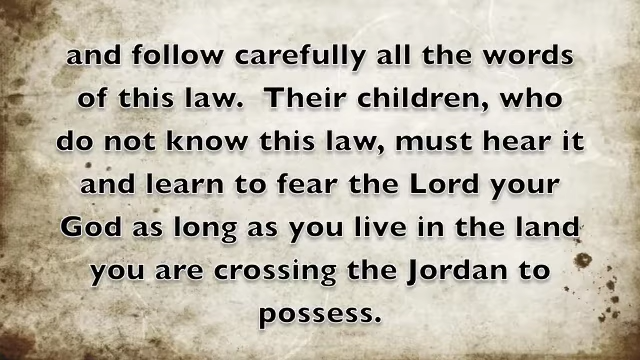 and follow carefully all the words
of this law.  Their children, who
do not know this law, must hear it
and learn to fear the Lord your
God as long as you live in the land
you are crossing the Jordan to
possess.